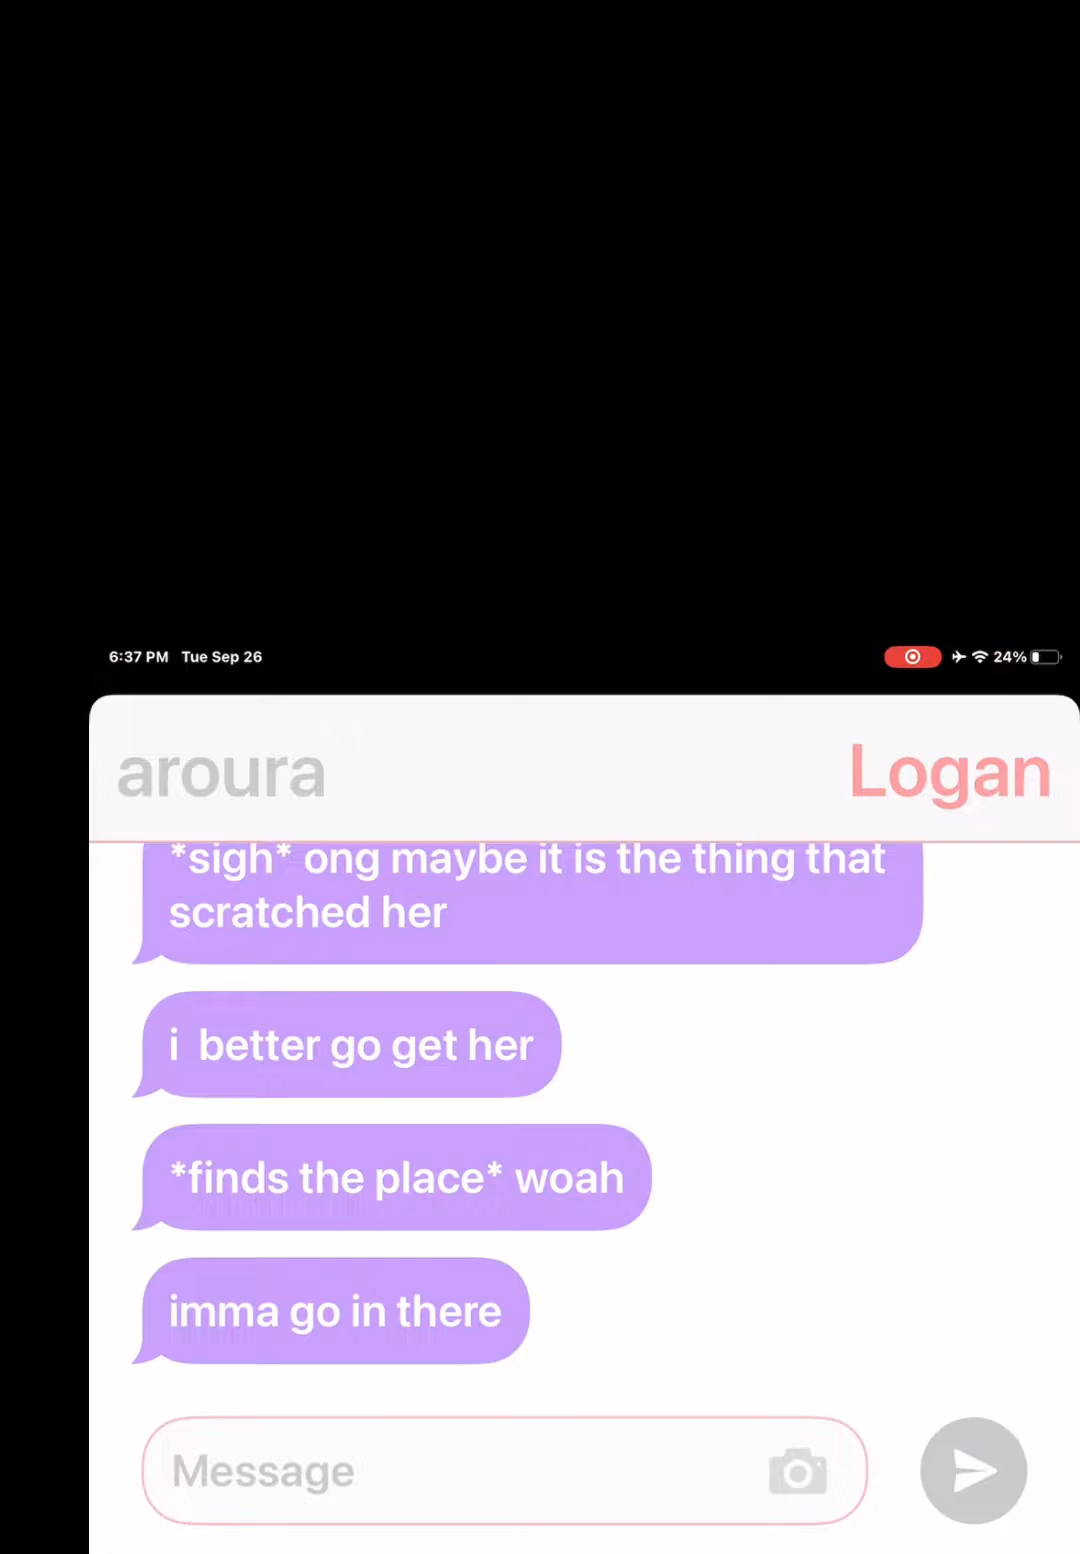 6:37 PM Tue Sep 26 24%
aroura Logan
*sigh* ong maybe it is the thing that
scratched her
i better go get her
*finds the place* woah
imma go in there
Message